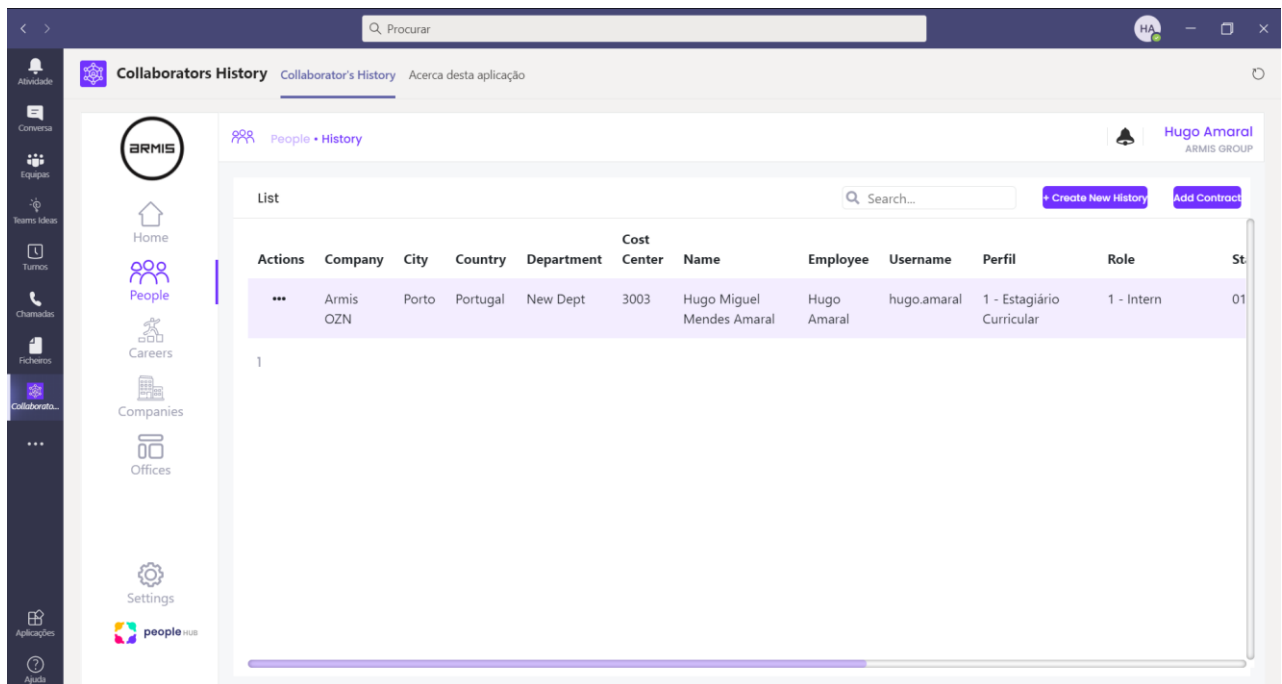 Procurar
HA
Atividade
Conversa
Equipas
Teams Ideas
Turnos
Chamadas
Ficheiros
Collaborato...
Aplicações
Ajuda
Collaborators History Collaborator's History Acerca desta aplicação
ARMIS
Home
People
Careers
Companies
Offices
Settings
people HUB
People • History
Hugo Amaral
ARMIS GROUP
List
Search...
+ Create New History
Add Contract
Cost
Actions Company City Country Department Center Name Employee Username Perfil Role St
••• Armis Porto Portugal New Dept 3003 Hugo Miguel Hugo hugo.amaral 1 - Estagiário 1 - Intern 01
OZN Mendes Amaral Amaral Curricular
1